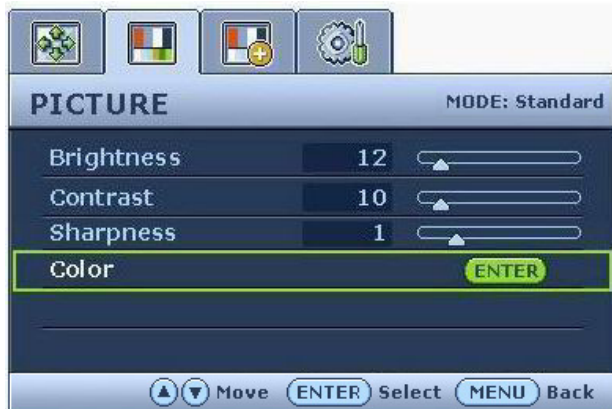 PICTURE MODE: Standard
Brightness 12
Contrast 10
Sharpness 1
Color ENTER
Move ENTER Select MENU Back